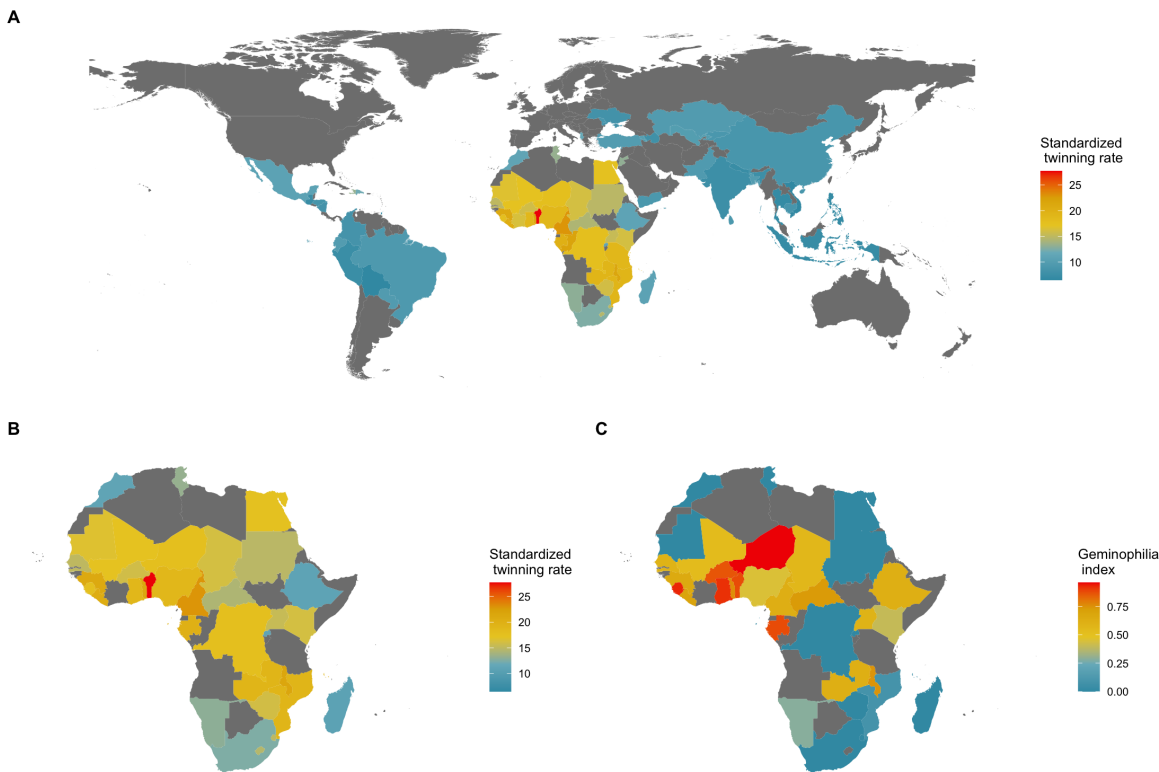 A
Standardized
twinning rate
25
20
15
10
B
C
Standardized
twinning rate
25
20
15
10
Geminophilia
index
0.75
0.50
0.25
0.00